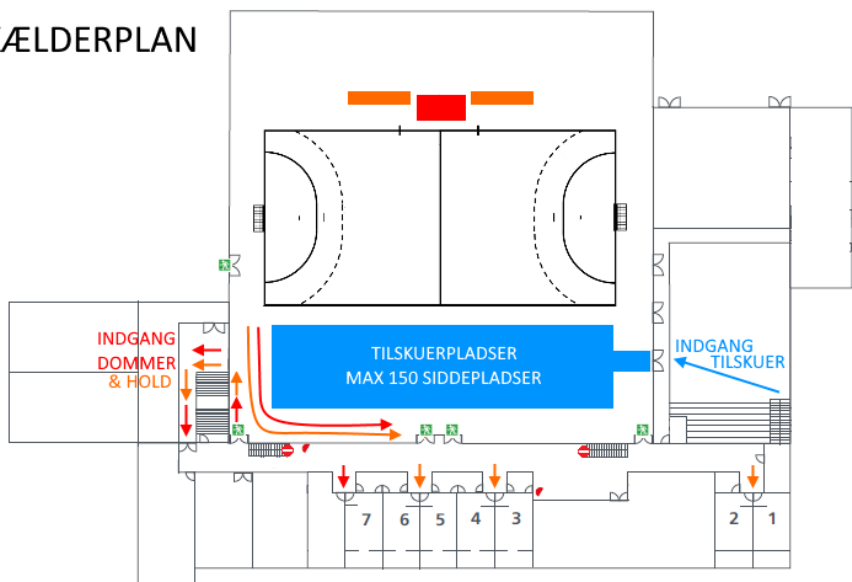 ÆLDERPLAN
TILSKUERPLADSER
MAX 150 SIDDEPLADSER
INDGANG
TILSKUER
INDGANG
DOMMER
& HOLD
7 6 5 4 3 2 1